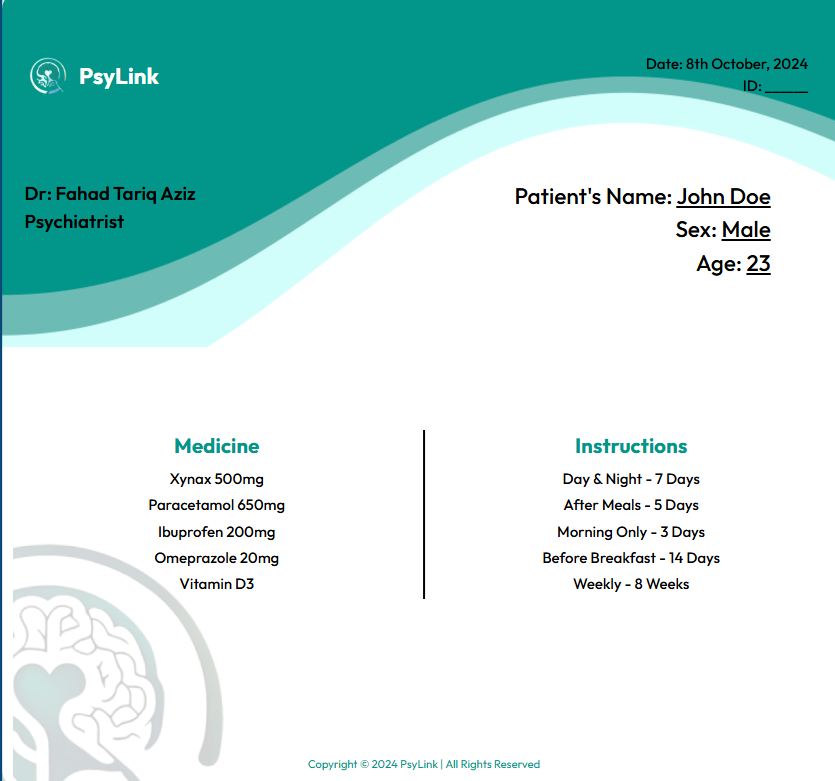 PsyLink
Date: 8th October, 2024
ID: ______
Dr: Fahad Tariq Aziz
Psychiatrist
Patient's Name: John Doe
Sex: Male
Age: 23
Medicine
Xynax 500mg
Paracetamol 650mg
Ibuprofen 200mg
Omeprazole 20mg
Vitamin D3
Instructions
Day & Night - 7 Days
After Meals - 5 Days
Morning Only - 3 Days
Before Breakfast - 14 Days
Weekly - 8 Weeks
Copyright © 2024 PsyLink | All Rights Reserved